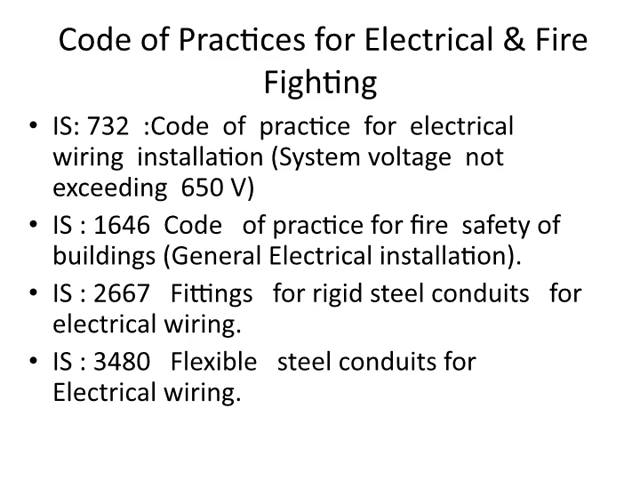 Code of Practices for Electrical & Fire
Fighting
• IS: 732 :Code of practice for electrical
wiring installation (System voltage not
exceeding 650 V)
• IS : 1646 Code of practice for fire safety of
buildings (General Electrical installation).
• IS : 2667 Fittings for rigid steel conduits for
electrical wiring.
• IS : 3480 Flexible steel conduits for
Electrical wiring.